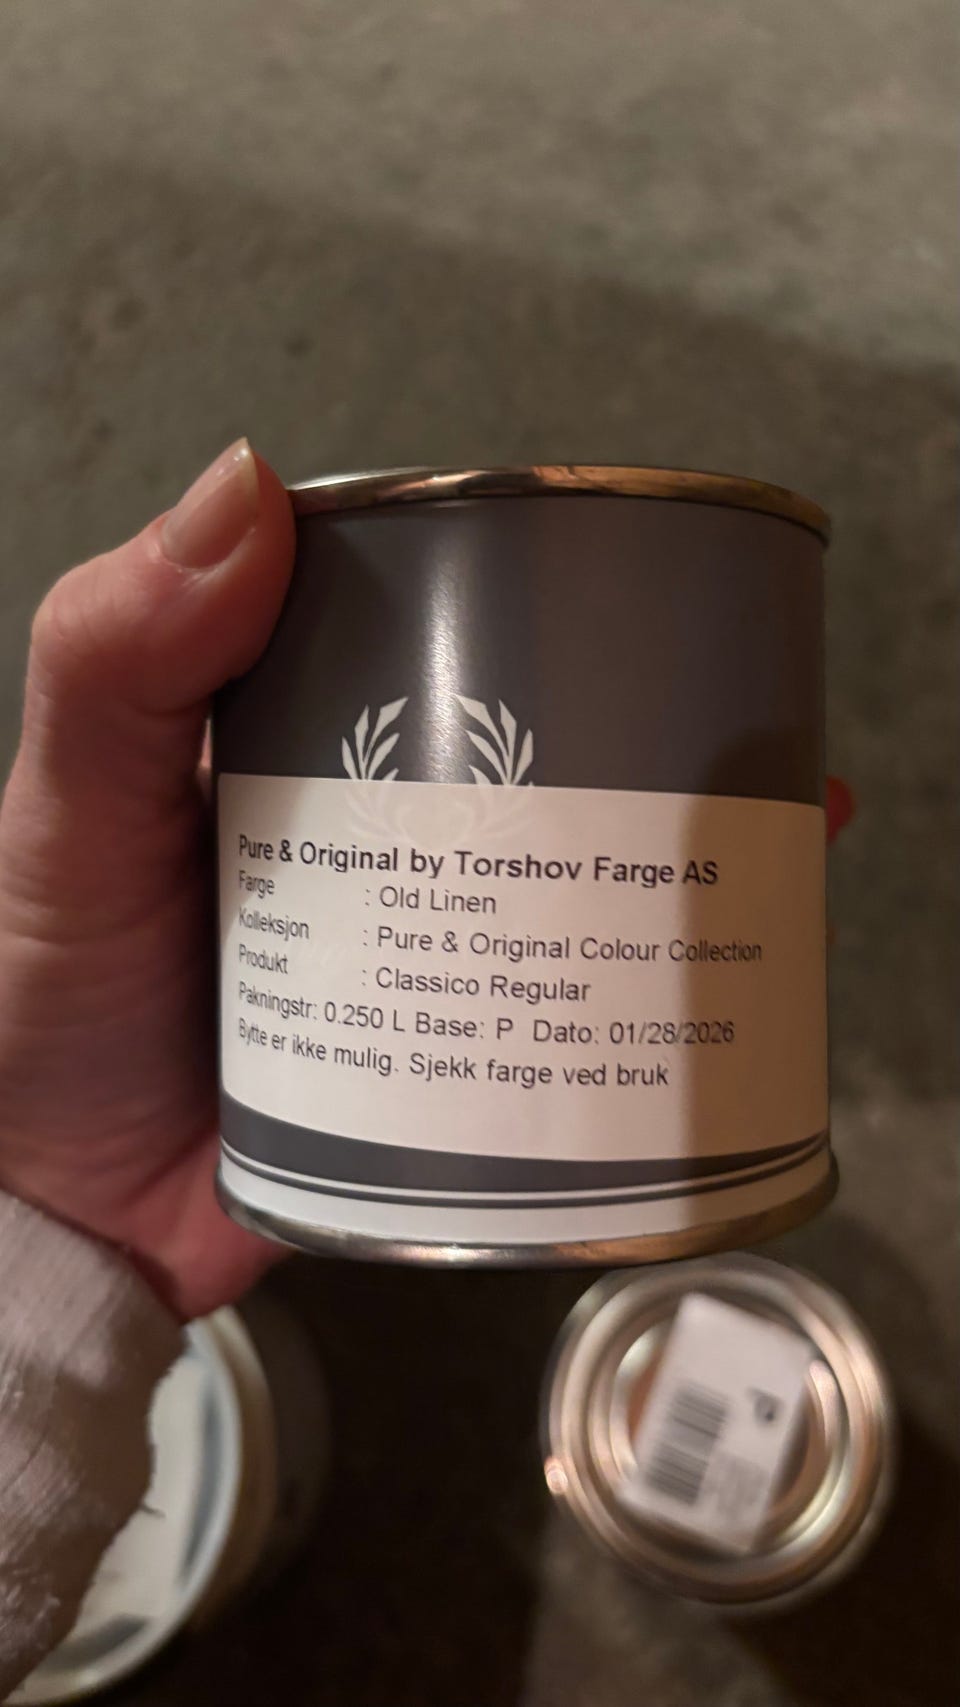 Pure & Original by Torshov Farge AS
Farge : Old Linen
Kolleksjon : Pure & Original Colour Collection
Produkt : Classico Regular
Pakningstr: 0.250 L Base: P Dato: 01/28/2026
Bytte er ikke mulig. Sjekk farge ved bruk
P